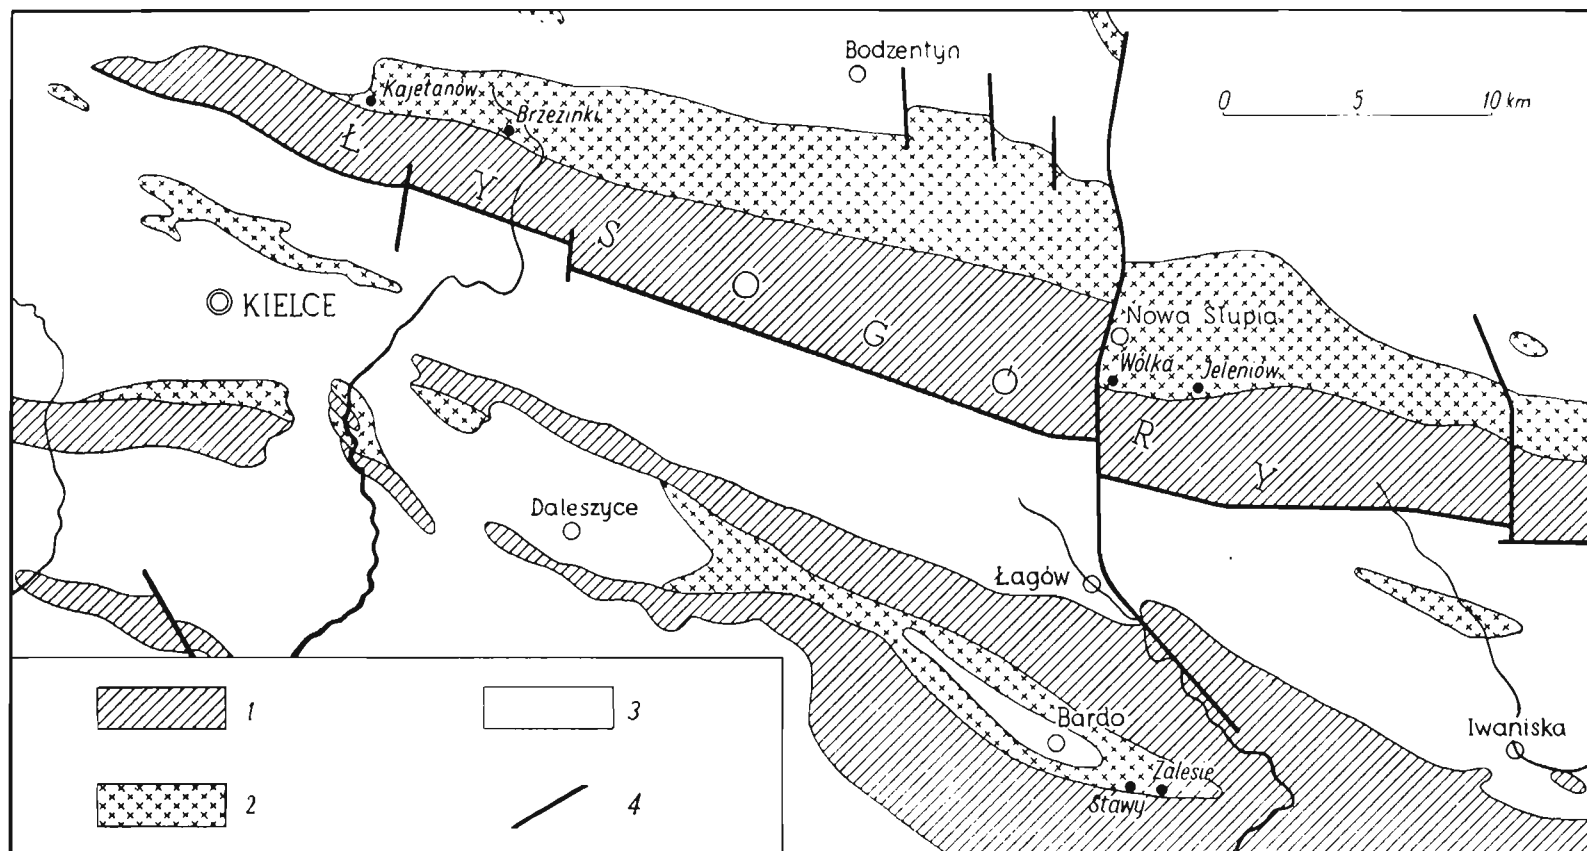 Bodzentyn
0 5 10 km
Kajetanów
Brzezinki
Ł Y S G Ó R Y
KIELCE
Nowa Słupia
Wólka
Jeleniów
Daleszyce
Łagów
Bardo
Iwaniska
Zalesie
Stawy
1
3
2
4